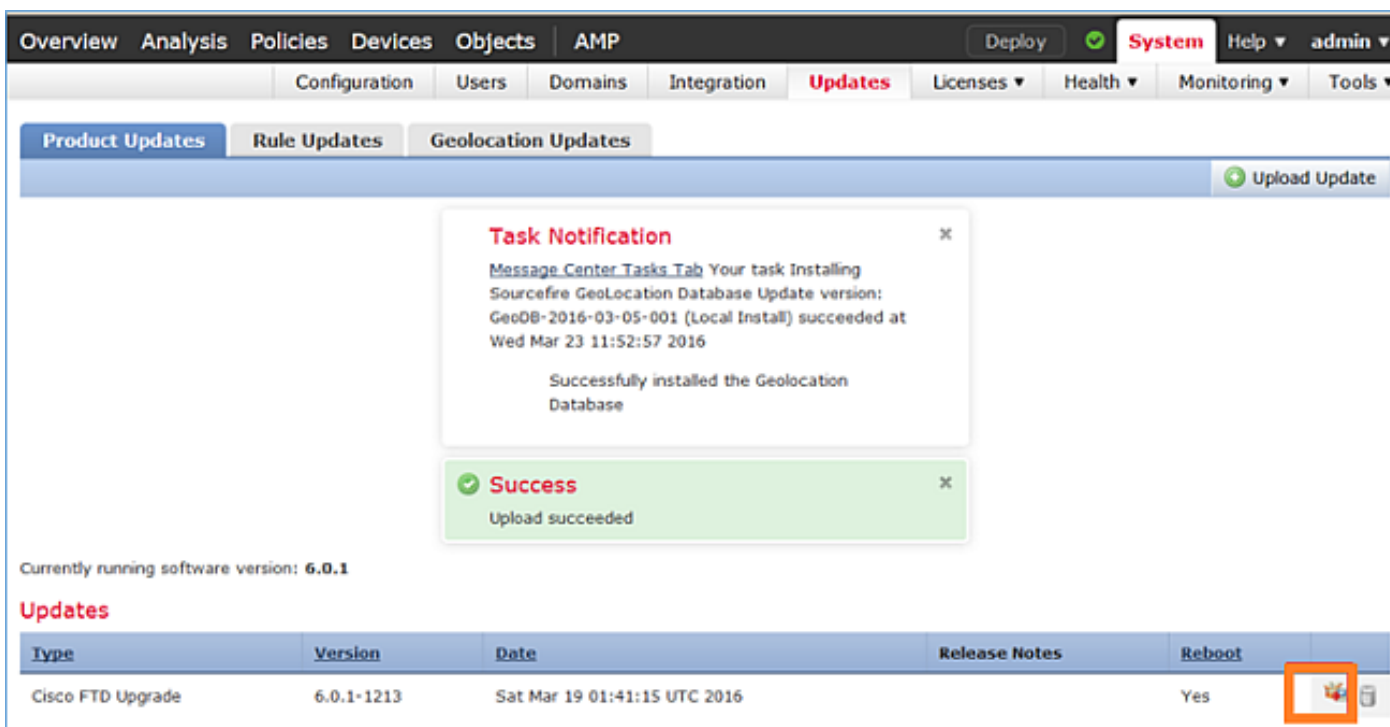 Overview Analysis Policies Devices Objects AMP Deploy System Help admin
Configuration Users Domains Integration Updates Licenses Health Monitoring Tools
Product Updates Rule Updates Geolocation Updates
Upload Update
Task Notification
Message Center Tasks Tab Your task Installing
Sourcefire GeoLocation Database Update version:
GeoDB-2016-03-05-001 (Local Install) succeeded at
Wed Mar 23 11:52:57 2016
Successfully installed the Geolocation
Database
Success
Upload succeeded
Currently running software version: 6.0.1
Updates
Type Version Date Release Notes Reboot
Cisco FTD Upgrade 6.0.1-1213 Sat Mar 19 01:41:15 UTC 2016 Yes